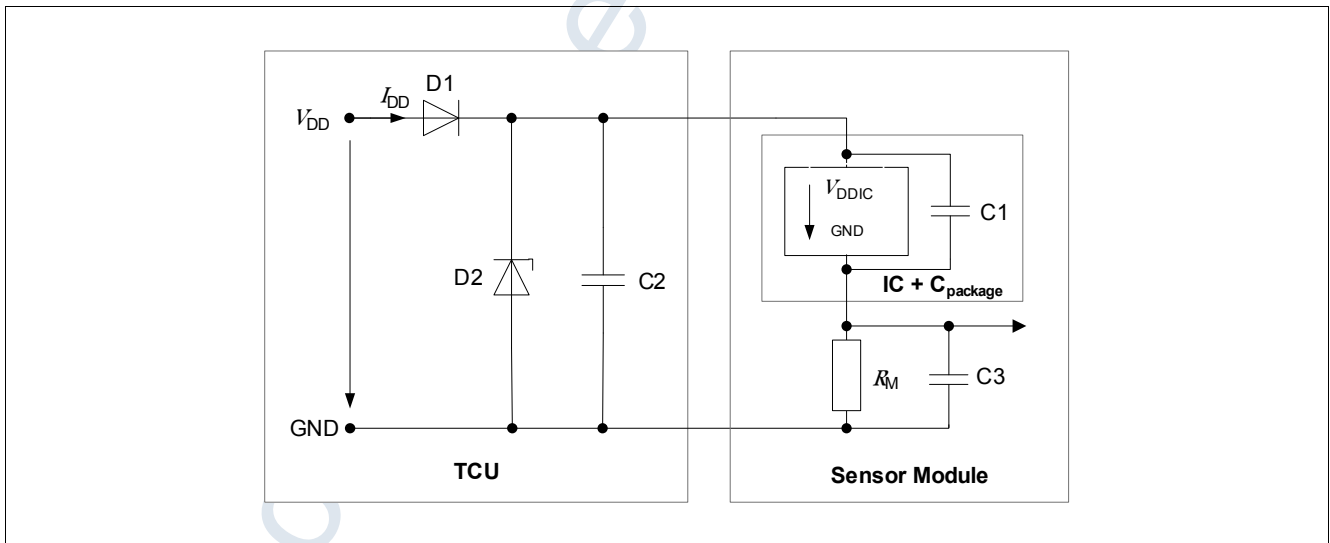 D1
I_DD
V_DD
V_DDIC
C1
GND
D2
C2
IC + C_package
R_M
C3
GND
TCU
Sensor Module